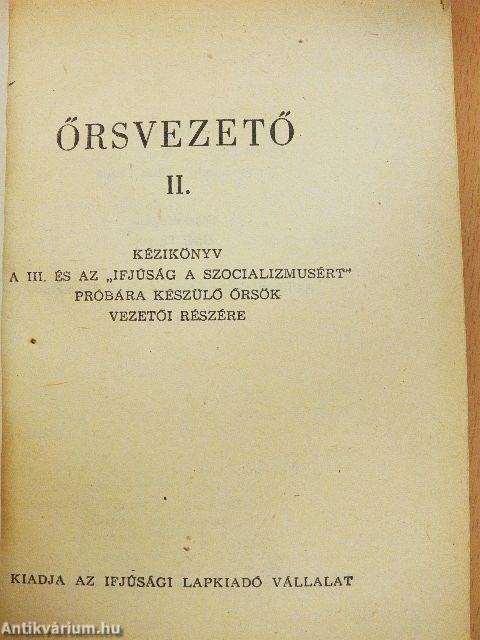 ŐRSVEZETŐ
II.
KÉZIKÖNYV
A III. ÉS AZ „IFJÚSÁG A SZOCIALIZMUSÉRT"
PRÓBÁRA KÉSZÜLŐ ŐRSÖK
VEZETŐI RÉSZÉRE
KIADJA AZ IFJÚSÁGI LAPKIADÓ VÁLLALAT
Antikvárium.hu